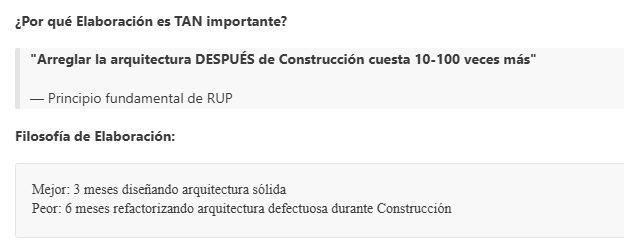 ¿Por qué Elaboración es TAN importante?
"Arreglar la arquitectura DESPUÉS de Construcción cuesta 10-100 veces más"
— Principio fundamental de RUP
Filosofía de Elaboración:
Mejor: 3 meses diseñando arquitectura sólida
Peor: 6 meses refactorizando arquitectura defectuosa durante Construcción